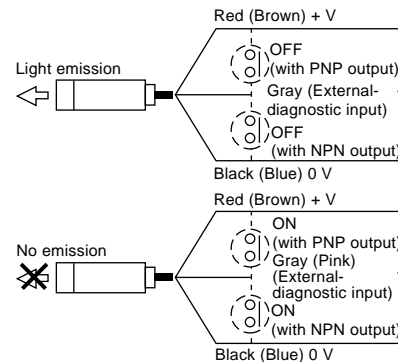 Red (Brown) + V
OFF
(with PNP output)
Light emission
Gray (External-
diagnostic input)
OFF
(with NPN output)
Black (Blue) 0 V
Red (Brown) + V
ON
(with PNP output)
No emission
Gray (Pink)
(External-
diagnostic input)
ON
(with NPN output)
Black (Blue) 0 V